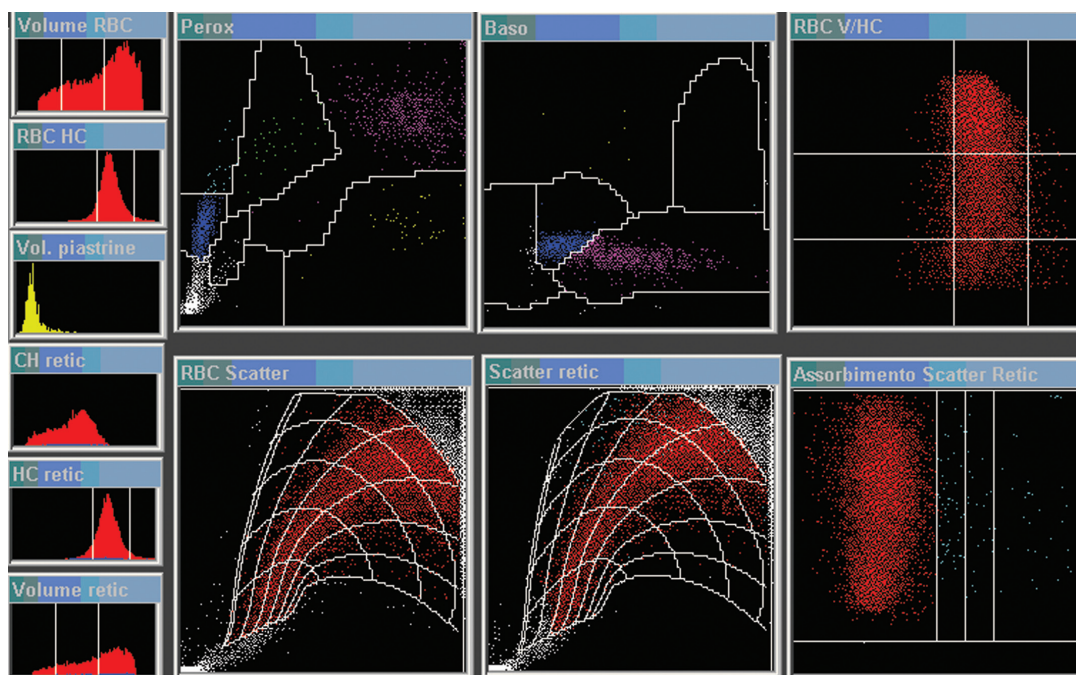 Volume RBC
Perox
Baso
RBC V/HC
RBC HC
Vol. piastrine
CH retic
RBC Scatter
Scatter retic
Assorbimento Scatter Retic
HC retic
Volume retic